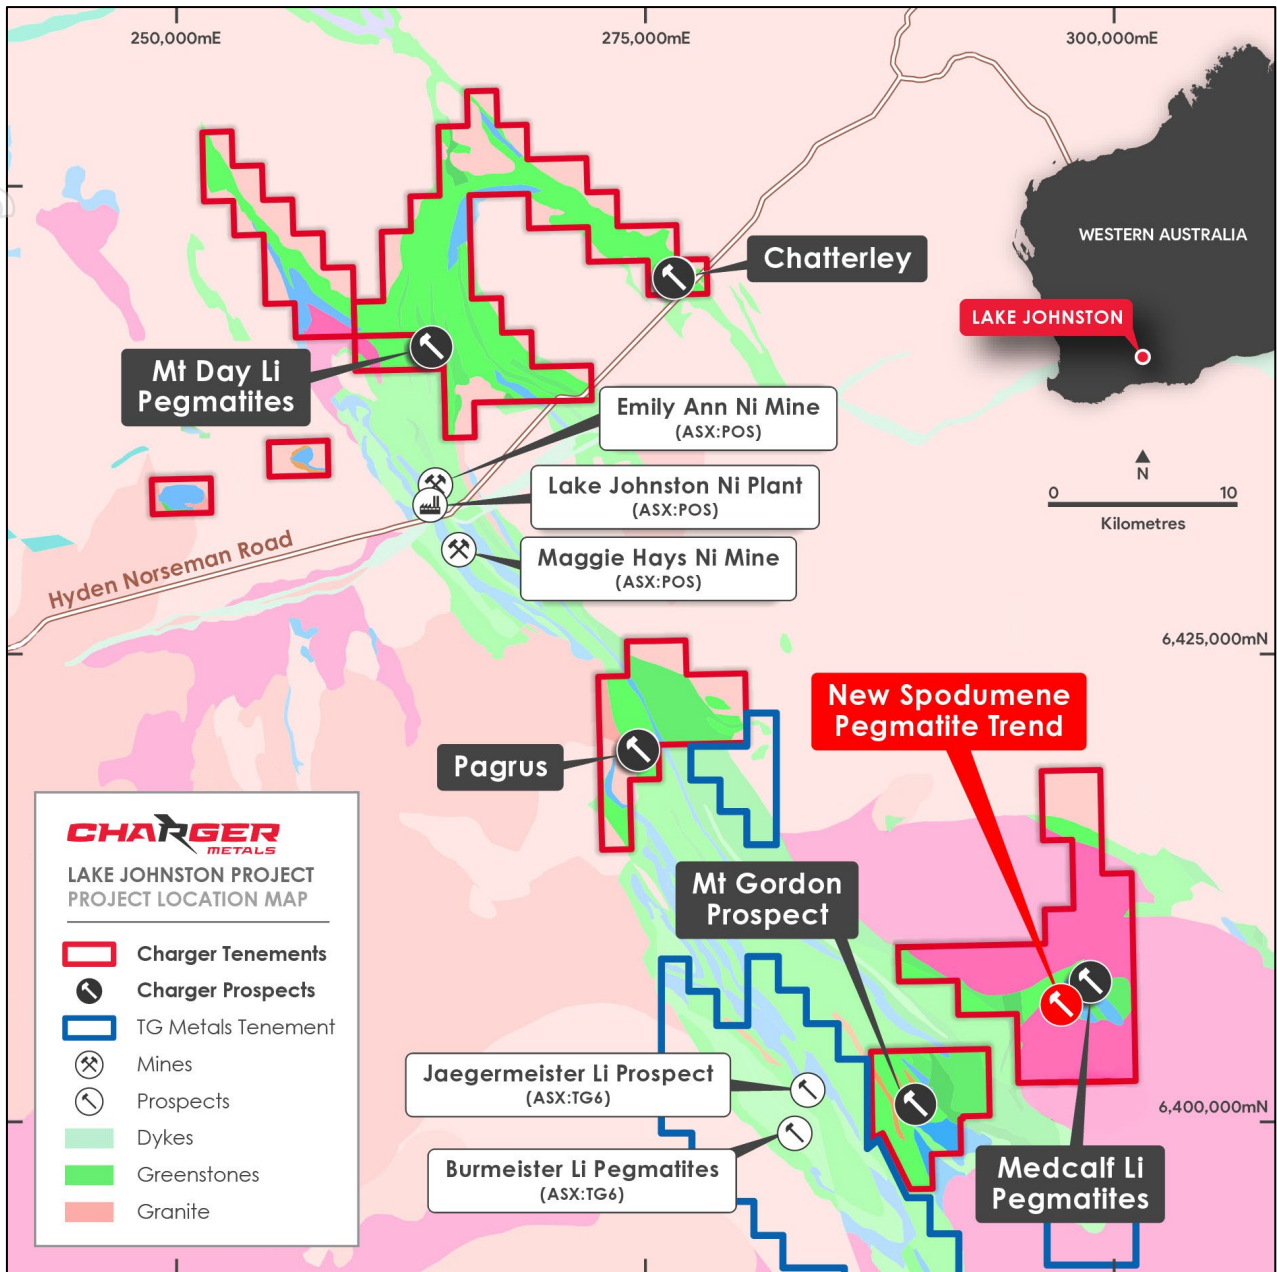 250,000mE
275,000mE
300,000mE
WESTERN AUSTRALIA
Chatterley
LAKE JOHNSTON
Mt Day Li
Pegmatites
Emily Ann Ni Mine
(ASX:POS)
N
0 10
Kilometres
Lake Johnston Ni Plant
(ASX:POS)
Maggie Hays Ni Mine
(ASX:POS)
Hyden Norseman Road
6,425,000mN
New Spodumene
Pegmatite Trend
Pagrus
Mt Gordon
Prospect
CHARGER
METALS
LAKE JOHNSTON PROJECT
PROJECT LOCATION MAP
Charger Tenements
Charger Prospects
TG Metals Tenement
Mines
Prospects
Dykes
Greenstones
Granite
Jaegermeister Li Prospect
(ASX:TG6)
6,400,000mN
Burmeister Li Pegmatites
(ASX:TG6)
Medcalf Li
Pegmatites